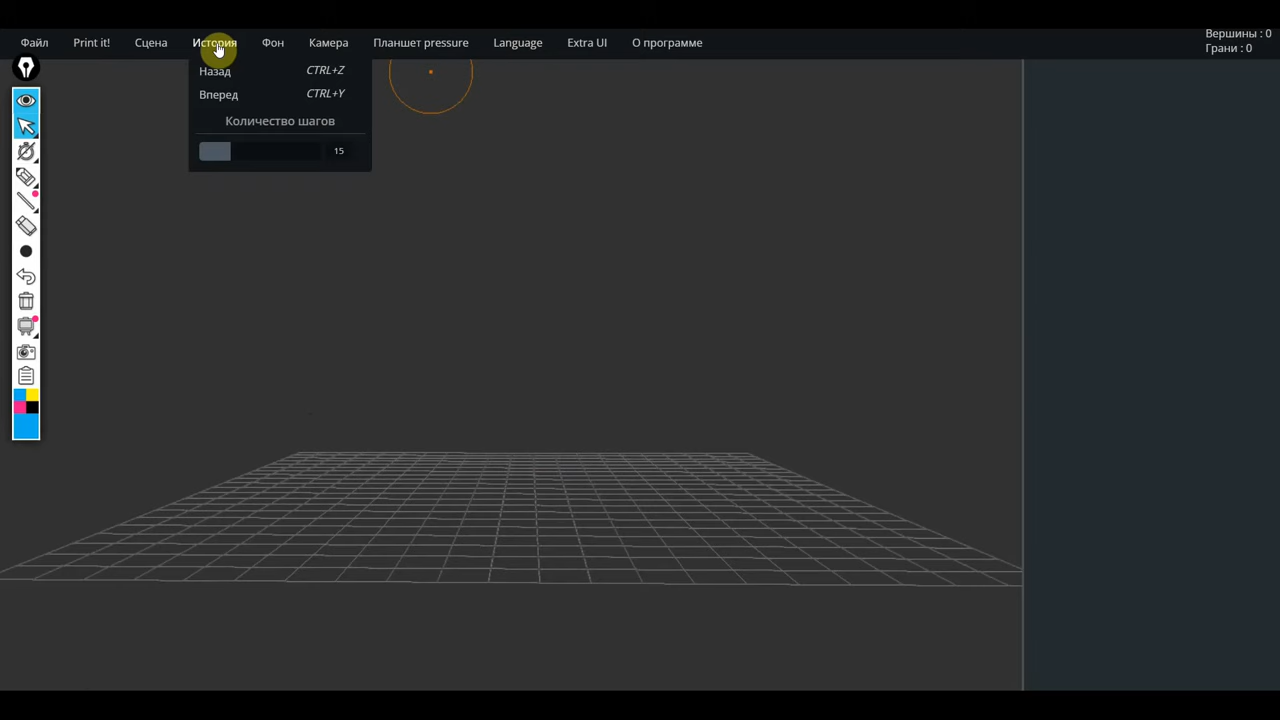 Файл Print it! Сцена История Фон Камера Планшет pressure Language Extra UI О программе
Вершины : 0
Грани : 0
Назад CTRL+Z
Вперед CTRL+Y
Количество шагов
15